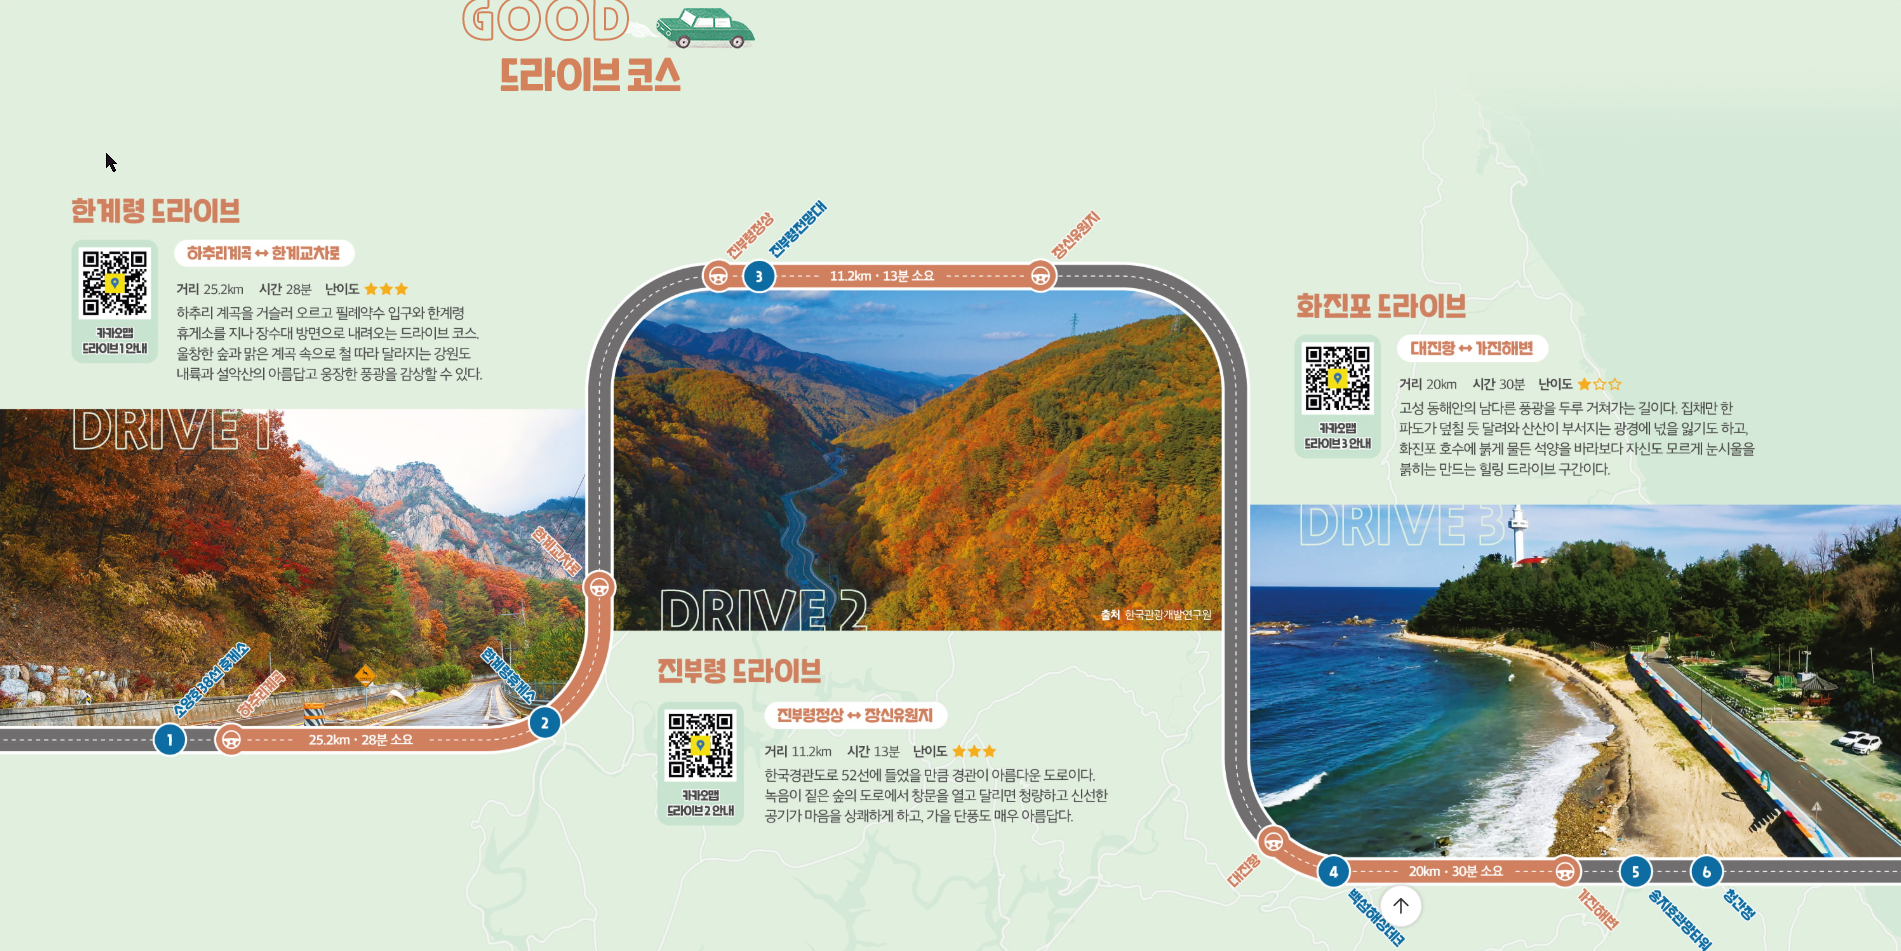 GOOD
드라이브 코스
한계령 드라이브
하추리계곡 ↔ 한계교차로
거리 25.2km 시간 28분 난이도 ★★★
하추리 계곡을 거슬러 오르고 필례약수 입구와 한계령
휴게소를 지나 장수대 방면으로 내려오는 드라이브 코스.
울창한 숲과 맑은 계곡 속으로 철 따라 달라지는 강원도
내륙과 설악산의 아름답고 웅장한 풍광을 감상할 수 있다.
카카오맵
드라이브1 안내
DRIVE 1
소양호38선휴게소
하추리계곡
한계령휴게소
한계교차로
1
25.2km · 28분 소요
2
진부령정상
진부령전망대
장신유원지
3
11.2km · 13분 소요
DRIVE 2
출처 한국관광개발연구원
진부령 드라이브
진부령정상 ↔ 장신유원지
거리 11.2km 시간 13분 난이도 ★★★
한국경관도로 52선에 들었을 만큼 경관이 아름다운 도로이다.
녹음이 짙은 숲의 도로에서 창문을 열고 달리면 청량하고 신선한
공기가 마음을 상쾌하게 하고, 가을 단풍도 매우 아름답다.
카카오맵
드라이브2 안내
화진포 드라이브
대진항 ↔ 가진해변
거리 20km 시간 30분 난이도 ★☆☆
고성 동해안의 남다른 풍광을 두루 거쳐가는 길이다. 집채만 한
파도가 덮칠 듯 달려와 산산이 부서지는 광경에 넋을 잃기도 하고,
화진포 호수에 붉게 물든 석양을 바라보다 자신도 모르게 눈시울을
붉히는 만드는 힐링 드라이브 구간이다.
카카오맵
드라이브3 안내
DRIVE 3
대진항
4
20km · 30분 소요
5
6
백섬해상데크
가진해변
송지호관망타워
청간정